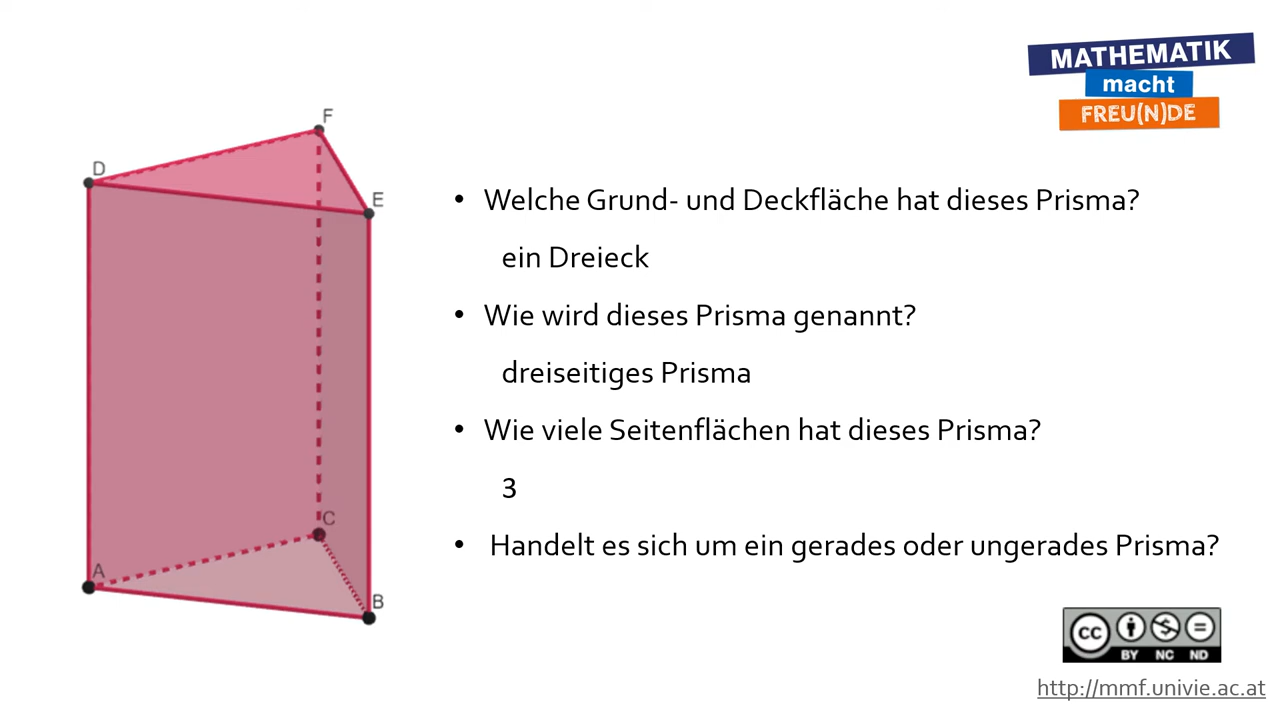 MATHEMATIK
macht
FREU(N)DE
F
D
E
• Welche Grund- und Deckfläche hat dieses Prisma?
ein Dreieck
• Wie wird dieses Prisma genannt?
dreiseitiges Prisma
• Wie viele Seitenflächen hat dieses Prisma?
3
C
• Handelt es sich um ein gerades oder ungerades Prisma?
A
B
cc
BY NC ND
http://mmf.univie.ac.at